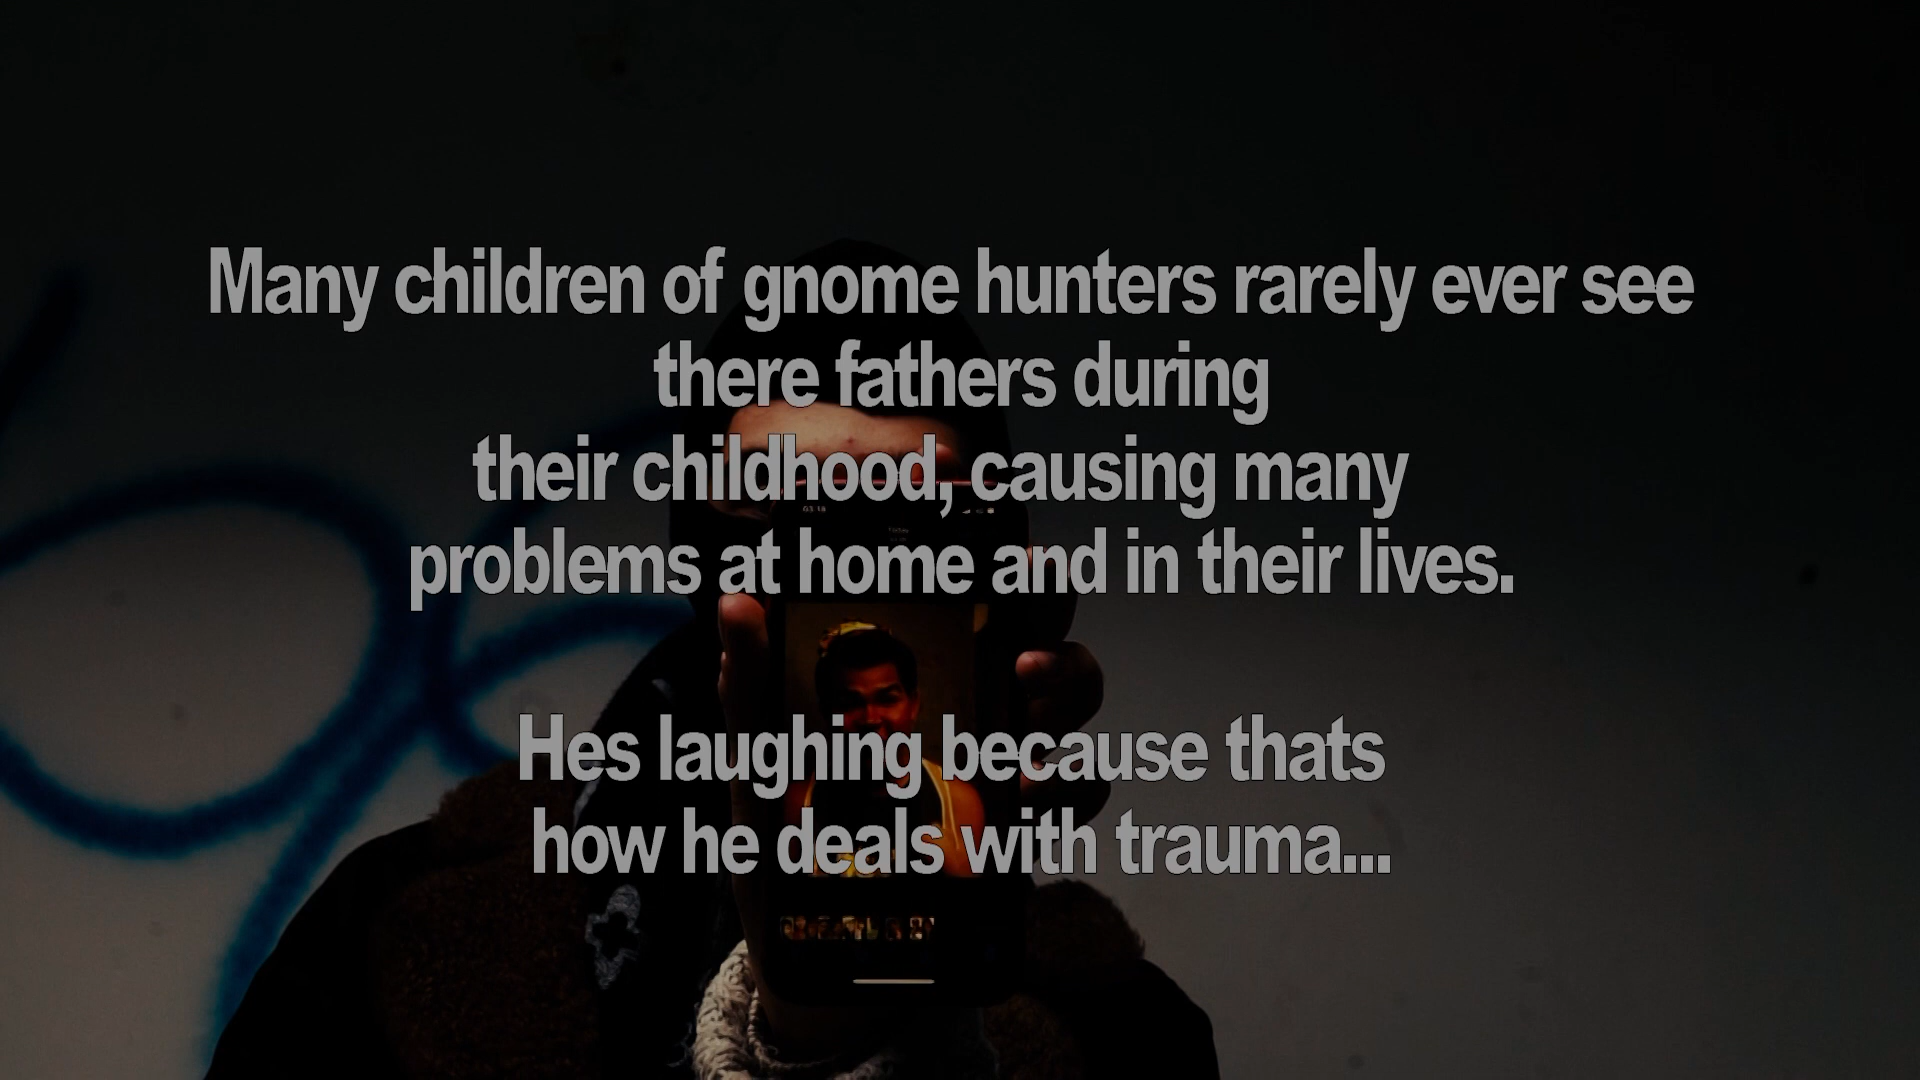 Many children of gnome hunters rarely ever see
there fathers during
their childhood, causing many
problems at home and in their lives.
Hes laughing because thats
how he deals with trauma...